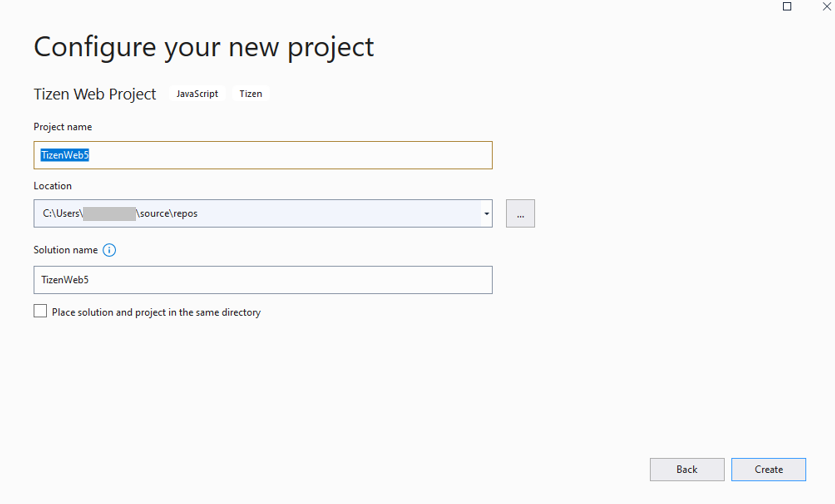 Configure your new project
Tizen Web Project JavaScript Tizen
Project name
TizenWeb5
Location
C:\Users\ \source\repos
...
Solution name
TizenWeb5
Place solution and project in the same directory
Back Create